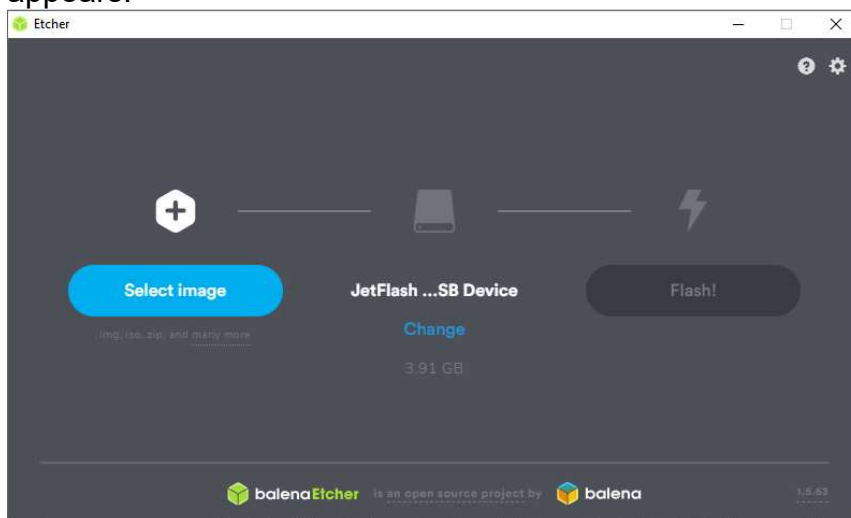 appears.
Etcher
Select image
img, iso, zip, and many more
JetFlash ...SB Device
Change
3.91 GB
Flash!
balenaEtcher is an open source project by balena
1.5.63